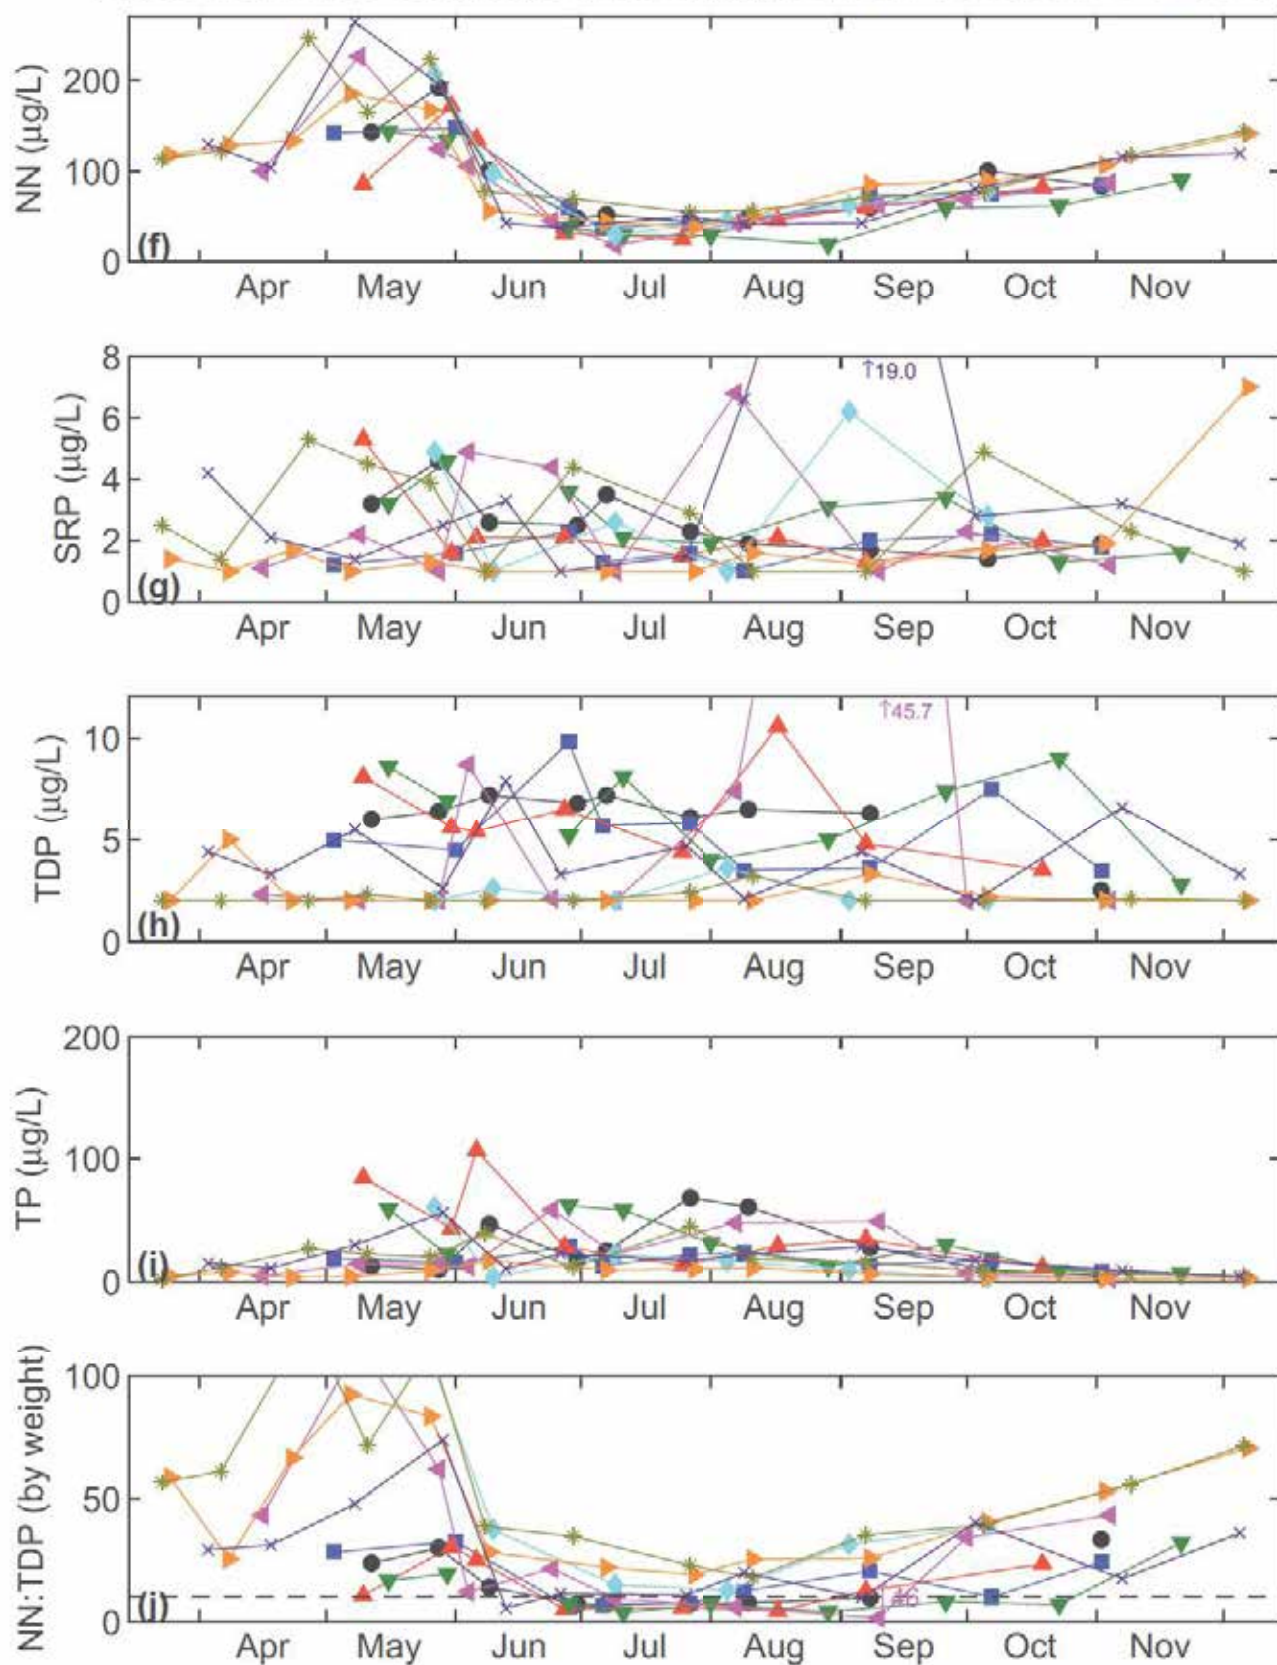 NN (μg/L)
200
100
0
(f)
Apr May Jun Jul Aug Sep Oct Nov
SRP (μg/L)
8
6
4
2
0
↑19.0
(g)
Apr May Jun Jul Aug Sep Oct Nov
TDP (μg/L)
10
5
0
↑45.7
(h)
Apr May Jun Jul Aug Sep Oct Nov
TP (μg/L)
200
100
0
(i)
Apr May Jun Jul Aug Sep Oct Nov
NN:TDP (by weight)
100
50
0
(j)
Apr May Jun Jul Aug Sep Oct Nov